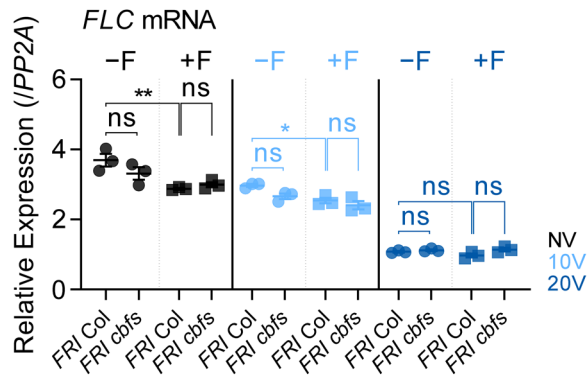 FLC mRNA
−F +F −F +F −F +F
Relative Expression (/PP2A)
6
4
2
0
** ns
ns
* ns
ns
ns ns
ns
NV
10V
20V
FRI Col
FRI cbfs
FRI Col
FRI cbfs
FRI Col
FRI cbfs
FRI Col
FRI cbfs
FRI Col
FRI cbfs
FRI Col
FRI cbfs